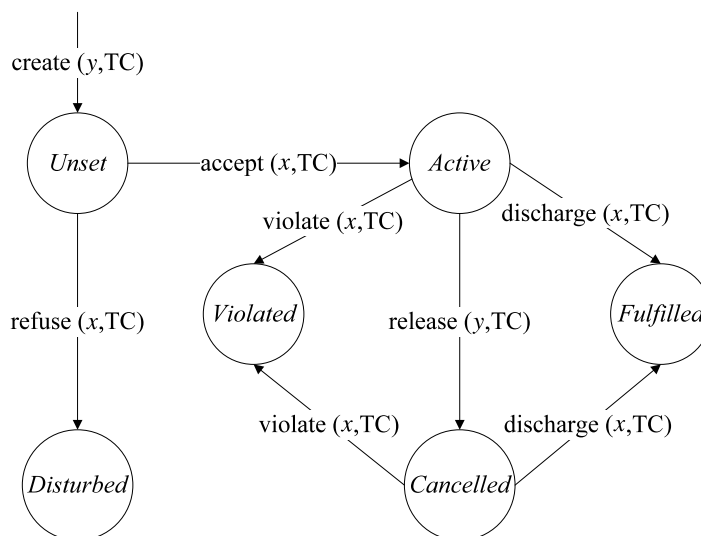 create (y,TC)
Unset
accept (x,TC)
Active
violate (x,TC)
discharge (x,TC)
refuse (x,TC)
Violated
release (y,TC)
Fulfilled
violate (x,TC)
discharge (x,TC)
Disturbed
Cancelled